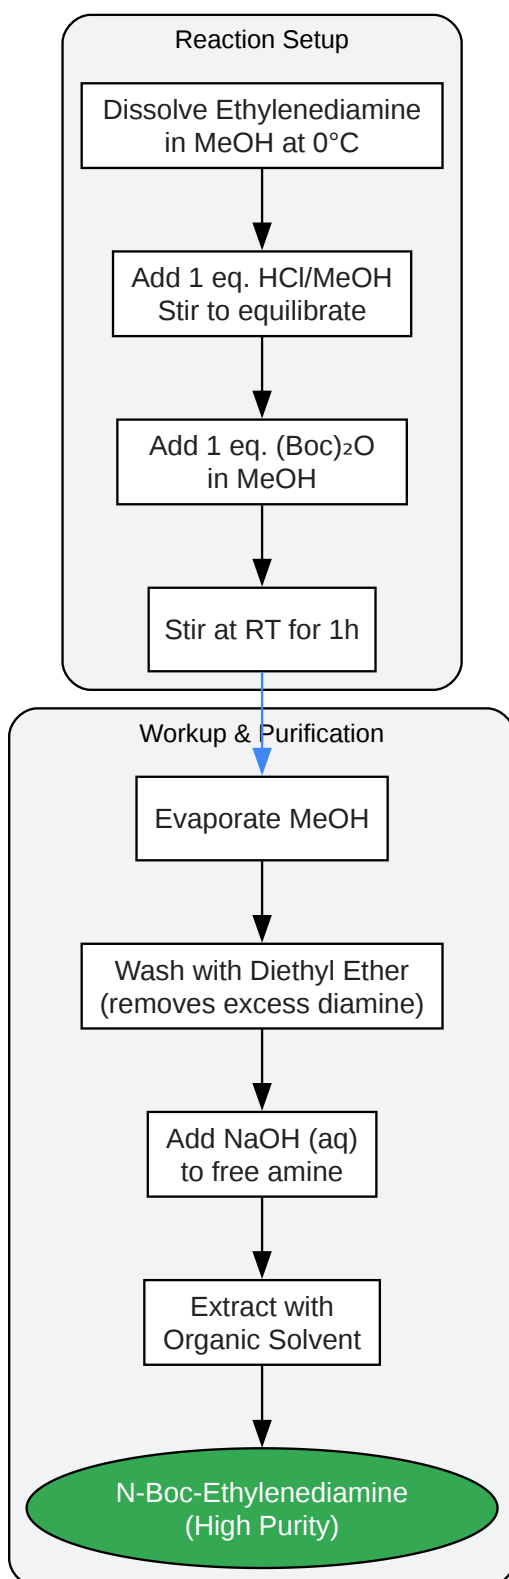 Reaction Setup
Dissolve Ethylenediamine
in MeOH at 0°C
Add 1 eq. HCl/MeOH
Stir to equilibrate
Add 1 eq. (Boc)₂O
in MeOH
Stir at RT for 1h
Workup & Purification
Evaporate MeOH
Wash with Diethyl Ether
(removes excess diamine)
Add NaOH (aq)
to free amine
Extract with
Organic Solvent
N-Boc-Ethylenediamine
(High Purity)